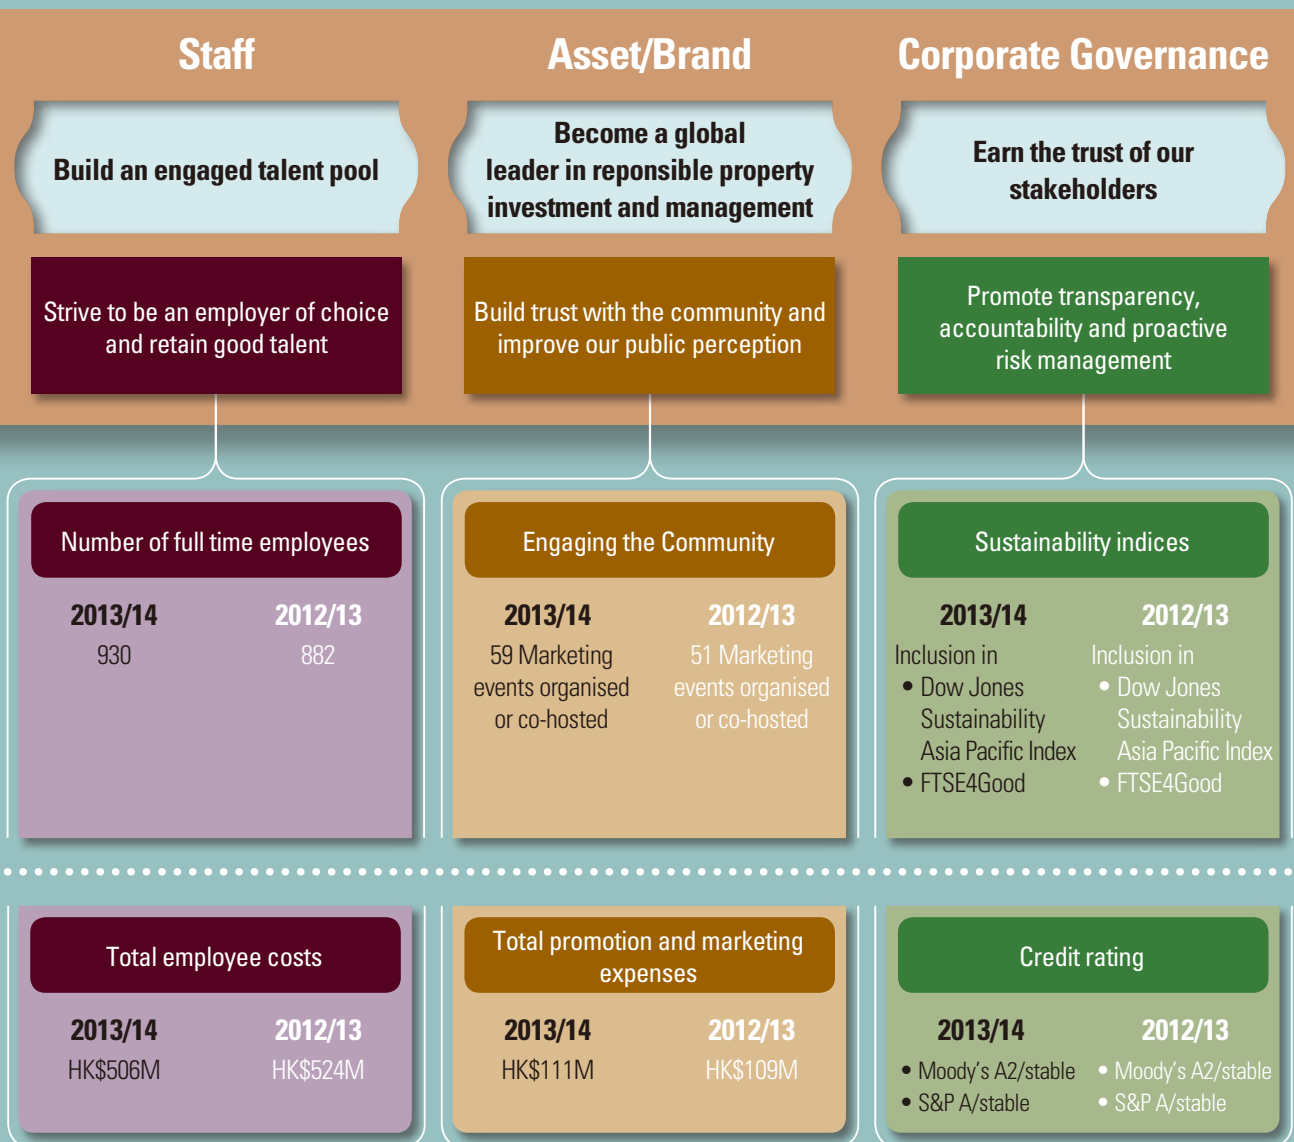 Staff
Asset/Brand
Corporate Governance
Build an engaged talent pool
Become a global
leader in reponsible property
investment and management
Earn the trust of our
stakeholders
Strive to be an employer of choice
and retain good talent
Build trust with the community and
improve our public perception
Promote transparency,
accountability and proactive
risk management
Number of full time employees
2013/14
2012/13
930
882
Engaging the Community
2013/14
2012/13
59 Marketing
events organised
or co-hosted
51 Marketing
events organised
or co-hosted
Sustainability indices
2013/14
2012/13
Inclusion in
• Dow Jones
Sustainability
Asia Pacific Index
• FTSE4Good
Inclusion in
• Dow Jones
Sustainability
Asia Pacific Index
• FTSE4Good
Total employee costs
2013/14
2012/13
HK$506M
HK$524M
Total promotion and marketing
expenses
2013/14
2012/13
HK$111M
HK$109M
Credit rating
2013/14
2012/13
• Moody's A2/stable
• S&P A/stable
• Moody's A2/stable
• S&P A/stable